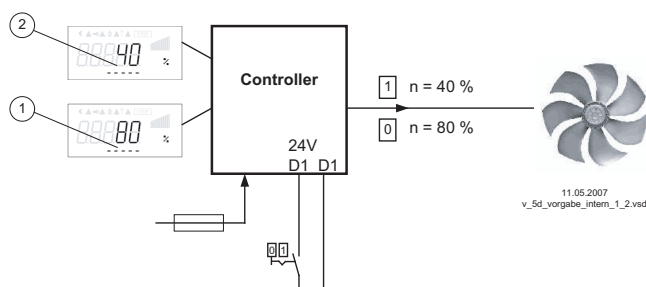 2
40
%
1
80
%
Controller
24V
D1 D1
1 n = 40 %
0 n = 80 %
11.05.2007
v_5d_vorgabe_intern_1_2.vsd
0 1